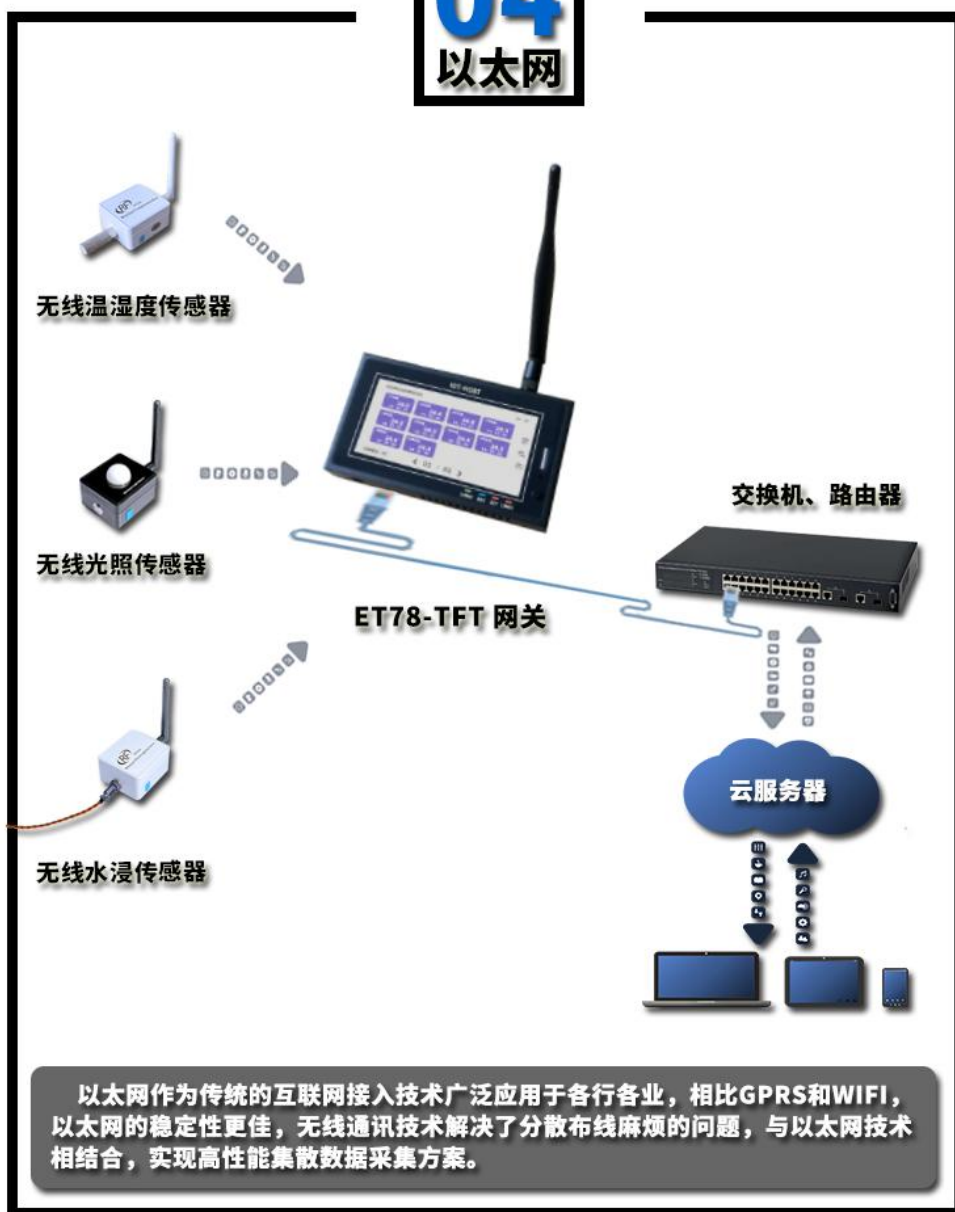 04
以太网
无线温湿度传感器
IOT-HOST
无线光照传感器
交换机、路由器
ET78-TFT 网关
云服务器
无线水浸传感器
以太网作为传统的互联网接入技术广泛应用于各行各业，相比GPRS和WIFI，
以太网的稳定性更佳，无线通讯技术解决了分散布线麻烦的问题，与以太网技术
相结合，实现高性能集散数据采集方案。